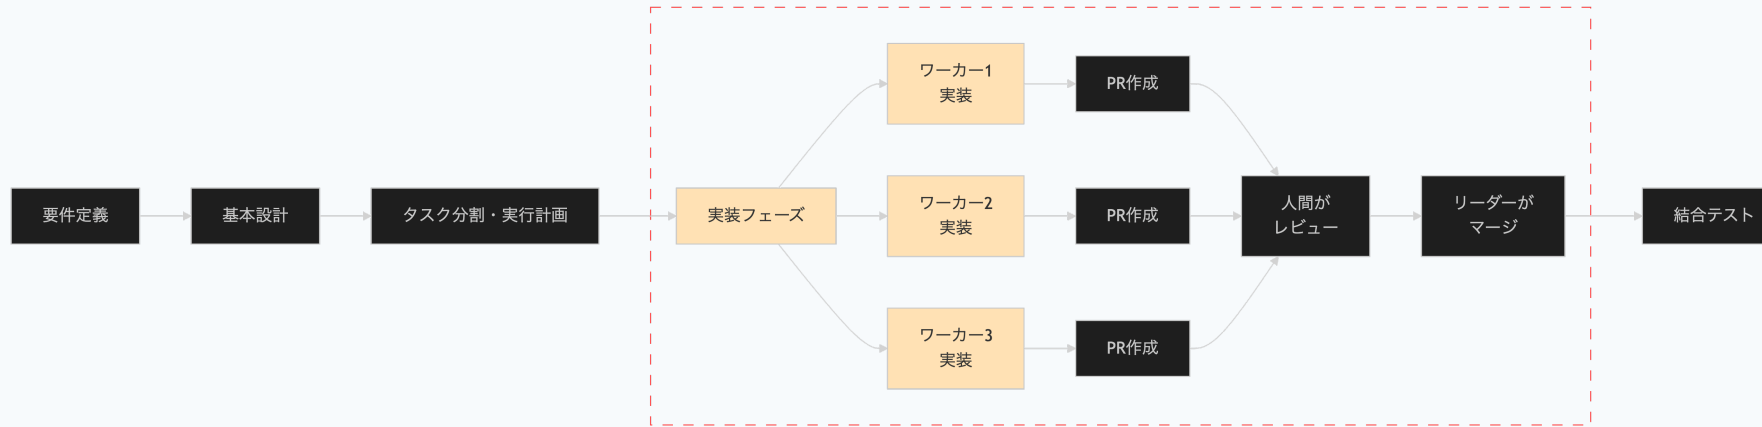 要件定義
基本設計
タスク分割・実行計画
実装フェーズ
ワーカー1
実装
PR作成
ワーカー2
実装
PR作成
ワーカー3
実装
PR作成
人間が
レビュー
リーダーが
マージ
結合テスト